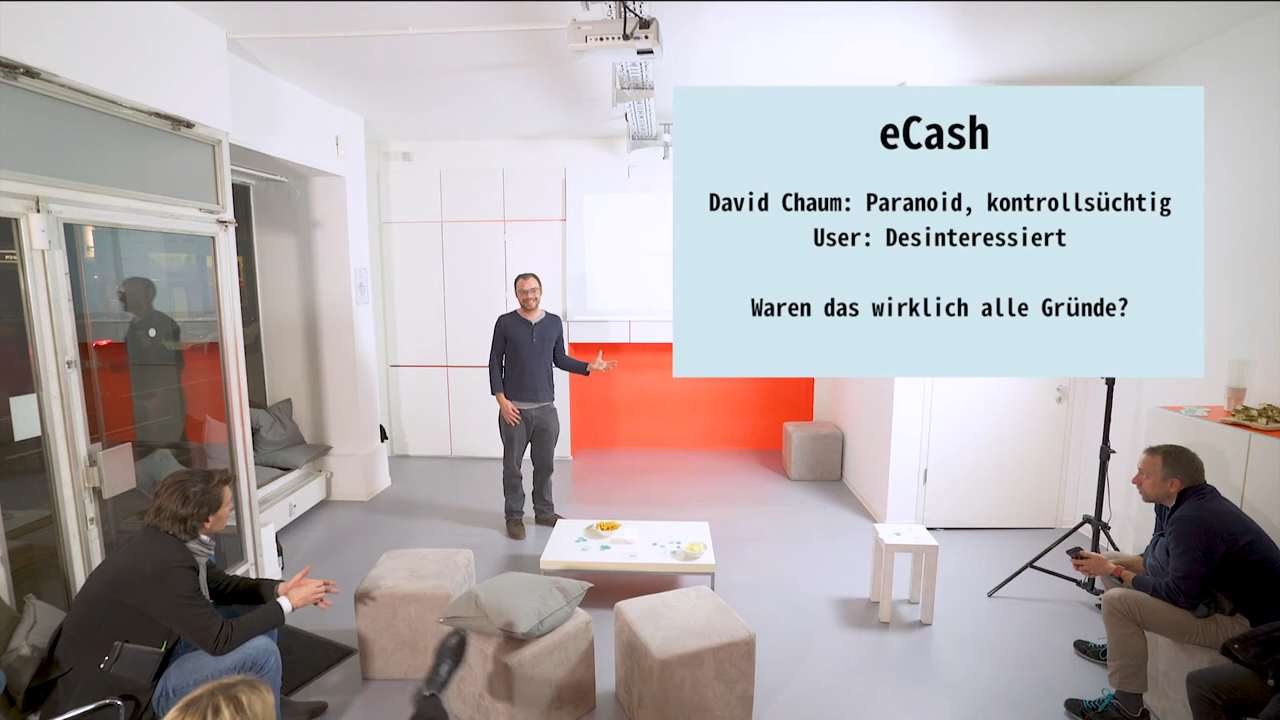 eCash
David Chaum: Paranoid, kontrollsüchtig
User: Desinteressiert
Waren das wirklich alle Gründe?